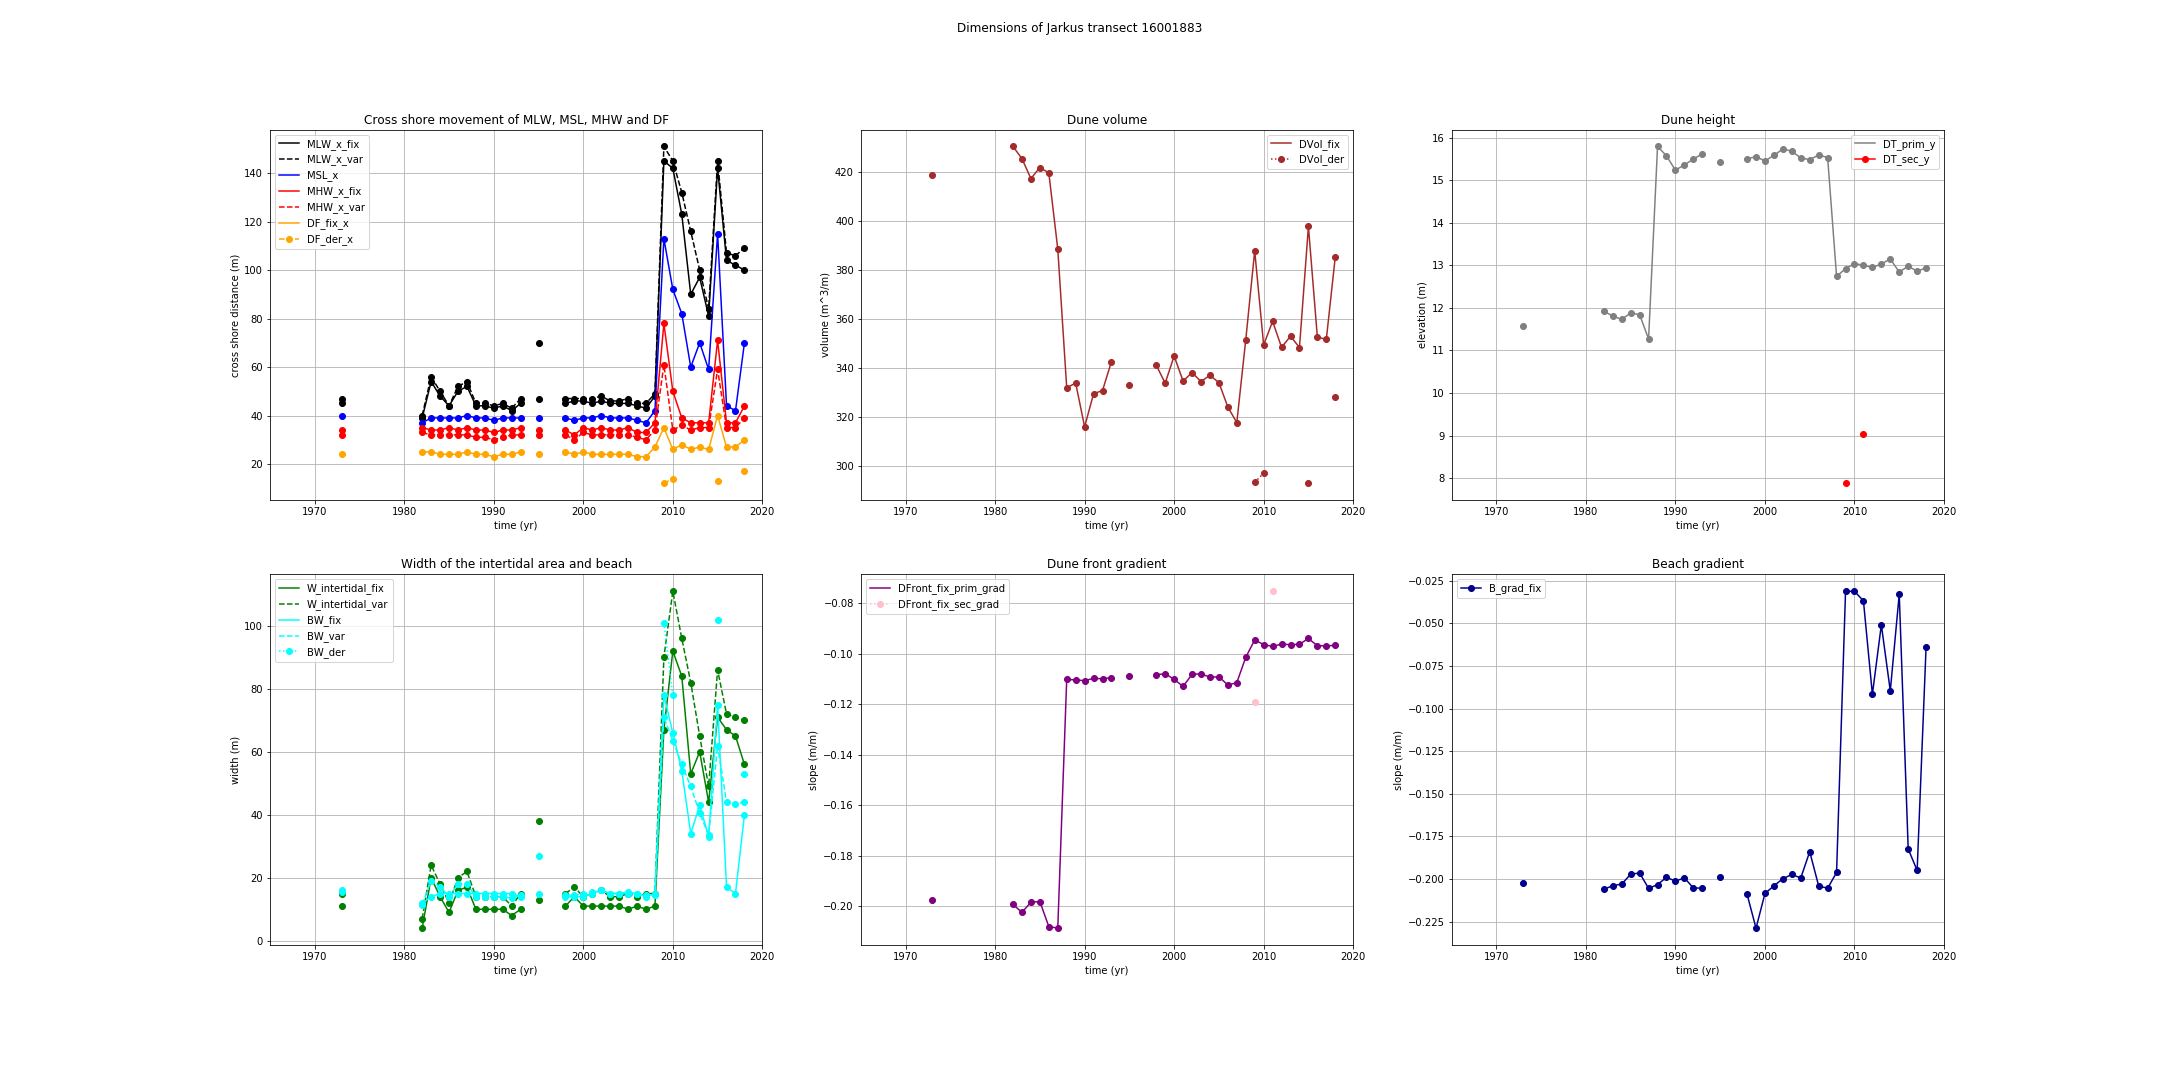 Dimensions of Jarkus transect 16001883
Cross shore movement of MLW, MSL, MHW and DF
MLW_x_fix
MLW_x_var
MSL_x
MHW_x_fix
MHW_x_var
DF_fix_x
DF_der_x
140
120
100
80
60
40
20
cross shore distance (m)
1970 1980 1990 2000 2010 2020
time (yr)
Dune volume
DVol_fix
DVol_der
420
400
380
360
340
320
300
volume (m^3/m)
1970 1980 1990 2000 2010 2020
time (yr)
Dune height
DT_prim_y
DT_sec_y
16
15
14
13
12
11
10
9
8
elevation (m)
1970 1980 1990 2000 2010 2020
time (yr)
Width of the intertidal area and beach
W_intertidal_fix
W_intertidal_var
BW_fix
BW_var
BW_der
100
80
60
40
20
0
width (m)
1970 1980 1990 2000 2010 2020
time (yr)
Dune front gradient
DFront_fix_prim_grad
DFront_fix_sec_grad
−0.08
−0.10
−0.12
−0.14
−0.16
−0.18
−0.20
slope (m/m)
1970 1980 1990 2000 2010 2020
time (yr)
Beach gradient
B_grad_fix
−0.025
−0.050
−0.075
−0.100
−0.125
−0.150
−0.175
−0.200
−0.225
slope (m/m)
1970 1980 1990 2000 2010 2020
time (yr)